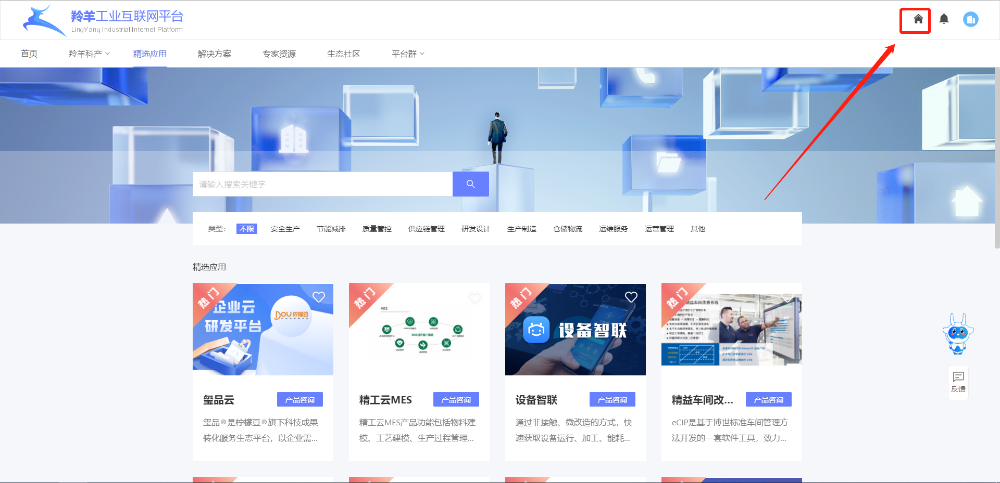 羚羊工业互联网平台
LingYang Industrial Internet Platform
首页 羚羊科产 精选应用 解决方案 专家资源 生态社区 平台群
请输入搜索关键字
类型： 不限 安全生产 节能减排 质量管控 供应链管理 研发设计 生产制造 仓储物流 运维服务 运营管理 其他
精选应用
热门
企业云
研发平台
DOU柠檬豆
热门
MES
MES提升客户满意
热门
设备智联
热门
精益车间改善系统
玺品云 产品咨询
玺品®是柠檬豆®旗下科技成果
转化服务生态平台，以企业需...
精工云MES 产品咨询
精工云MES产品功能包括物料建
模、工艺建模、生产过程管理...
设备智联 产品咨询
通过非接触、微改造的方式，快
速获取设备运行、加工、能耗...
精益车间改... 产品咨询
eCIP是基于博世标准车间管理方
法开发的一套软件工具，致力...
反馈